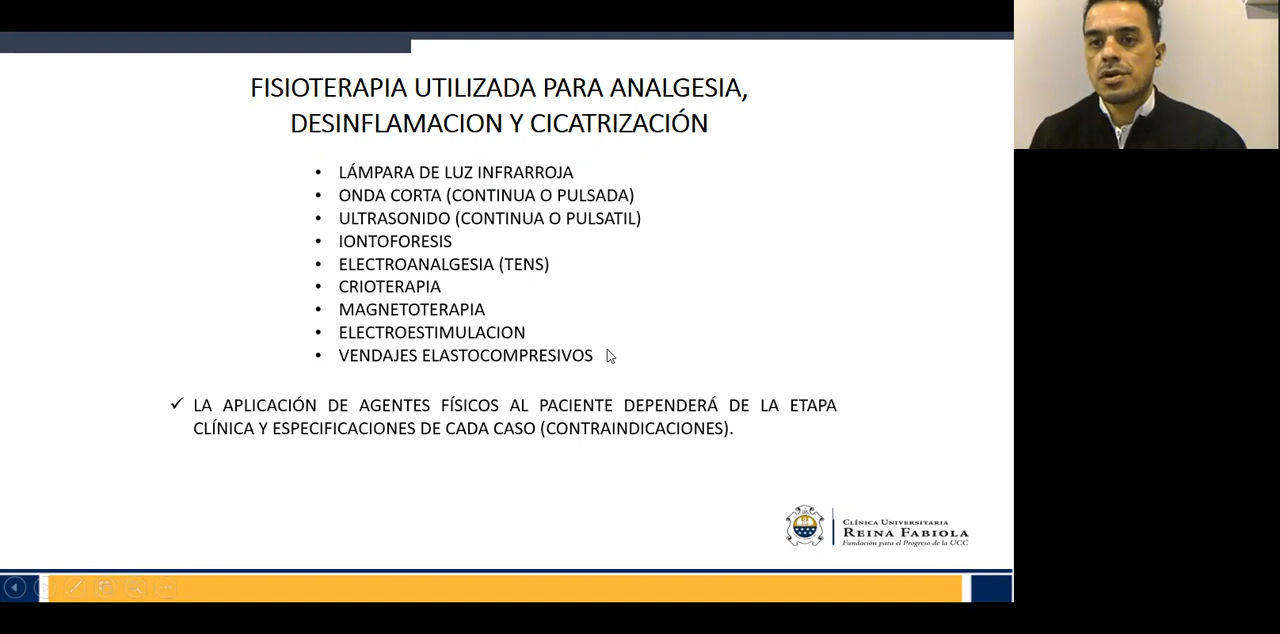 FISIOTERAPIA UTILIZADA PARA ANALGESIA,
DESINFLAMACION Y CICATRIZACIÓN
• LÁMPARA DE LUZ INFRARROJA
• ONDA CORTA (CONTINUA O PULSADA)
• ULTRASONIDO (CONTINUA O PULSATIL)
• IONTOFORESIS
• ELECTROANALGESIA (TENS)
• CRIOTERAPIA
• MAGNETOTERAPIA
• ELECTROESTIMULACION
• VENDAJES ELASTOCOMPRESIVOS
✓ LA APLICACIÓN DE AGENTES FÍSICOS AL PACIENTE DEPENDERÁ DE LA ETAPA
CLÍNICA Y ESPECIFICACIONES DE CADA CASO (CONTRAINDICACIONES).
CLÍNICA UNIVERSITARIA
REINA FABIOLA
Fundación para el Progreso de la UCC